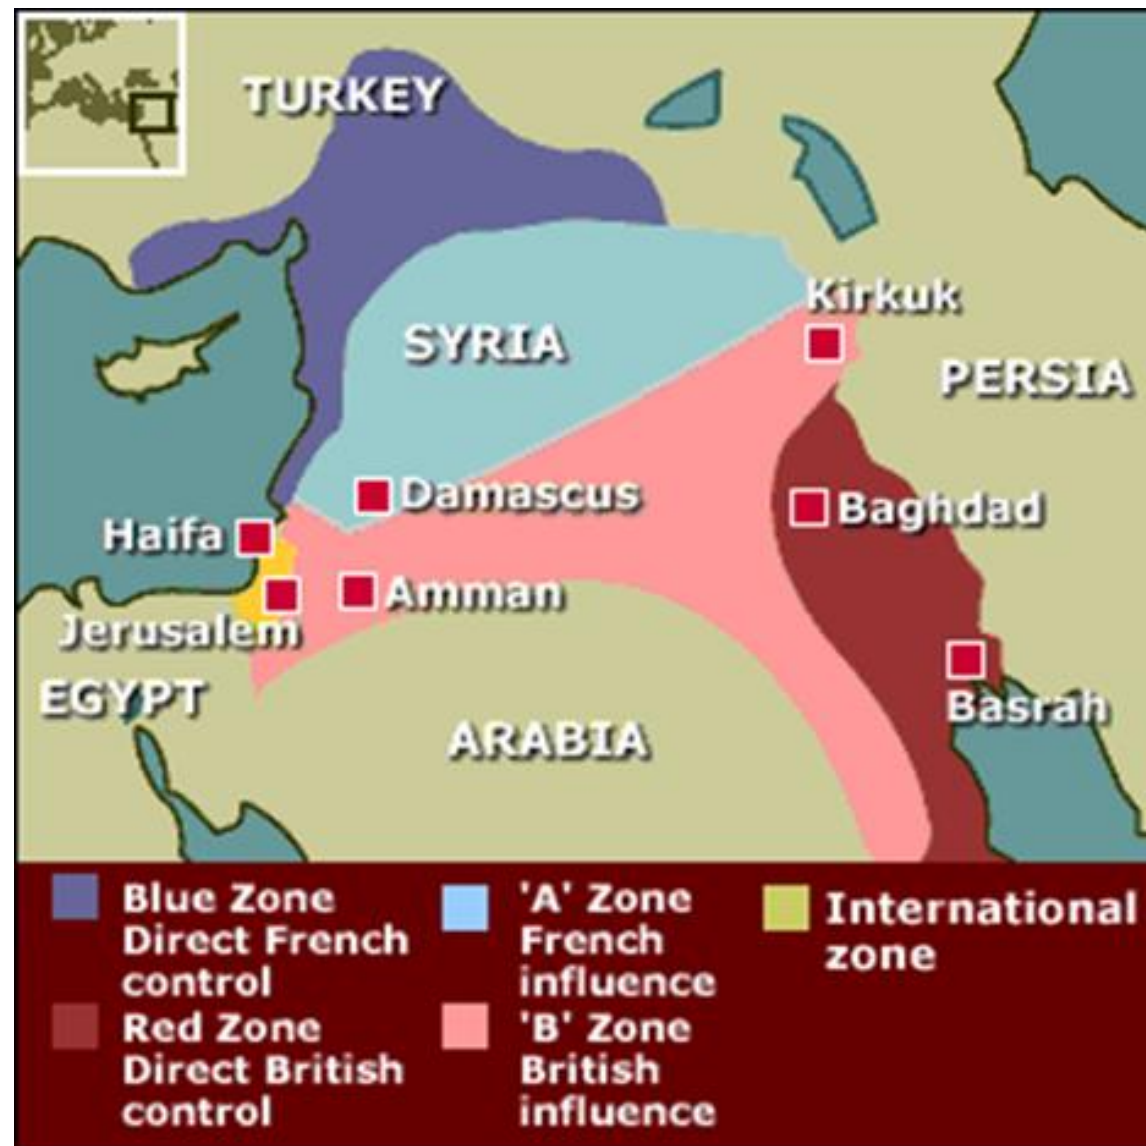 TURKEY
Kirkuk
SYRIA
PERSIA
Damascus
Baghdad
Haifa
Amman
Jerusalem
EGYPT
Basrah
ARABIA
Blue Zone
Direct French
control
'A' Zone
French
influence
International
zone
Red Zone
Direct British
control
'B' Zone
British
influence